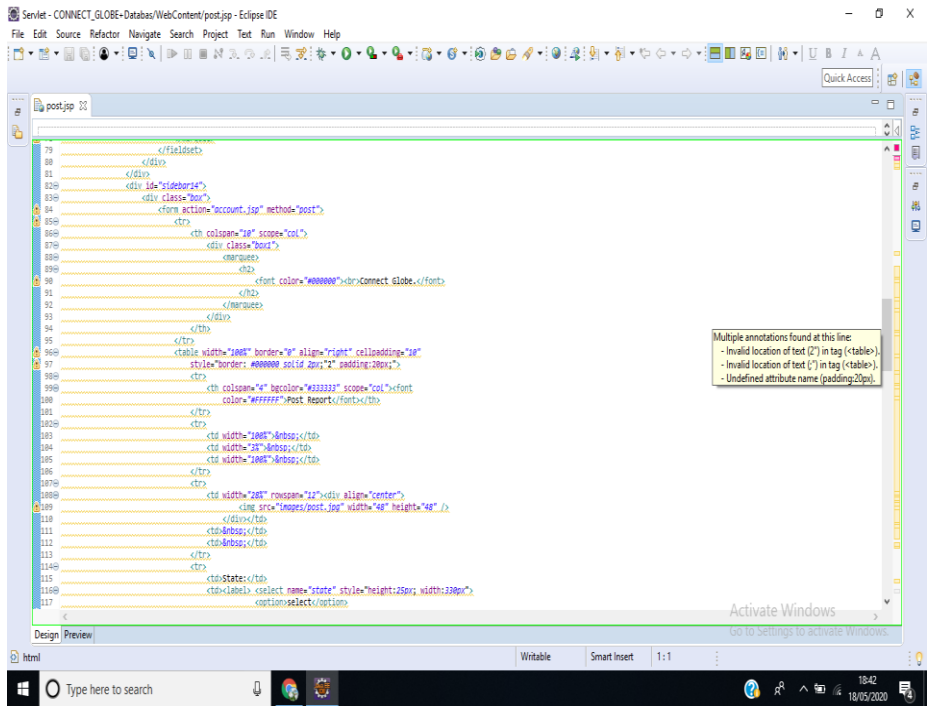 Servlet - CONNECT_GLOBE+Databas/WebContent/post.jsp - Eclipse IDE
File Edit Source Refactor Navigate Search Project Text Run Window Help
U B I A A
Quick Access
post.jsp
79 </fieldset>
80 </div>
81 </div>
82 <div id="sidebar14">
83 <div class="box">
84 <form action="account.jsp" method="post">
85 <tr>
86 <th colspan="10" scope="col">
87 <div class="box1">
88 <marquee>
89 <h2>
90 <font color="#000000"><br>Connect Globe.</font>
91 </h2>
92 </marquee>
93 </div>
94 </th>
95 </tr>
96 <table width="100%" border="0" align="right" cellpadding="10"
97 style="border: #000000 solid 2px;"2" padding:20px;">
98 <tr>
99 <th colspan="4" bgcolor="#333333" scope="col"><font
100 color="#FFFFFF">Post Report</font></th>
101 </tr>
102 <tr>
103 <td width="100%">&nbsp;</td>
104 <td width="3%">&nbsp;</td>
105 <td width="100%">&nbsp;</td>
106 </tr>
107 <tr>
108 <td width="28%" rowspan="12"><div align="center">
109 <img src="images/post.jpg" width="48" height="48" />
110 </div></td>
111 <td>&nbsp;</td>
112 <td>&nbsp;</td>
113 </tr>
114 <tr>
115 <td>State:</td>
116 <td><label> <select name="state" style="height:25px; width:330px">
117 <option>select</option>
Multiple annotations found at this line:
- Invalid location of text (2") in tag (<table>).
- Invalid location of text (;") in tag (<table>).
- Undefined attribute name (padding:20px).
Activate Windows
Go to Settings to activate Windows.
Design Preview
html Writable Smart Insert 1 : 1
Type here to search
18:42
18/05/2020
4